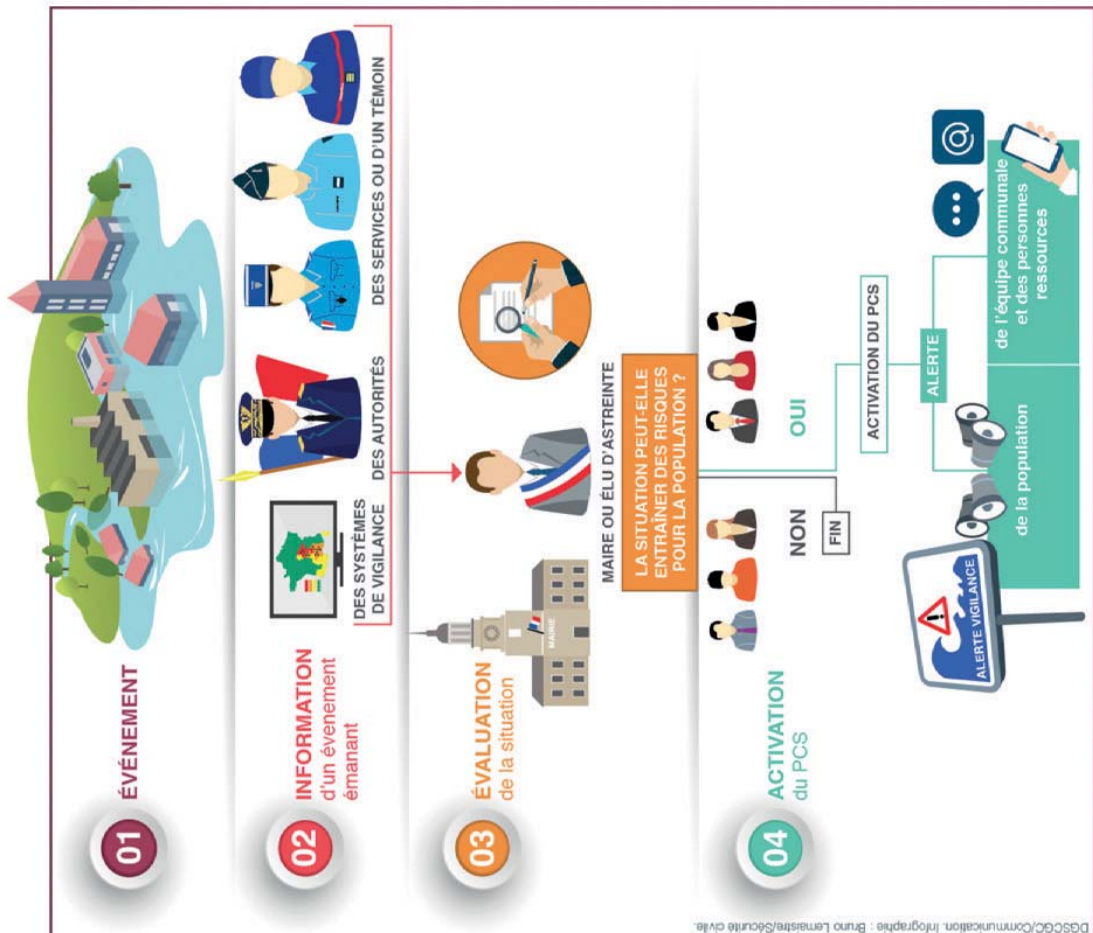 01
ÉVÉNEMENT
02
INFORMATION
d'un évenement
émanant
DES SYSTÈMES
DE VIGILANCE
DES AUTORITÉS
DES SERVICES OU D'UN TÉMOIN
03
ÉVALUATION
de la situation
MAIRIE
MAIRE OU ÉLU D'ASTREINTE
LA SITUATION PEUT-ELLE
ENTRAÎNER DES RISQUES
POUR LA POPULATION ?
04
ACTIVATION
du PCS
NON
FIN
OUI
ACTIVATION DU PCS
ALERTE
ALERTE VIGILANCE
de la population
de l'équipe communale
et des personnes
ressources
@
DGSCGC/Communication. Infographie : Bruno Lemaistre/Sécurité civile.